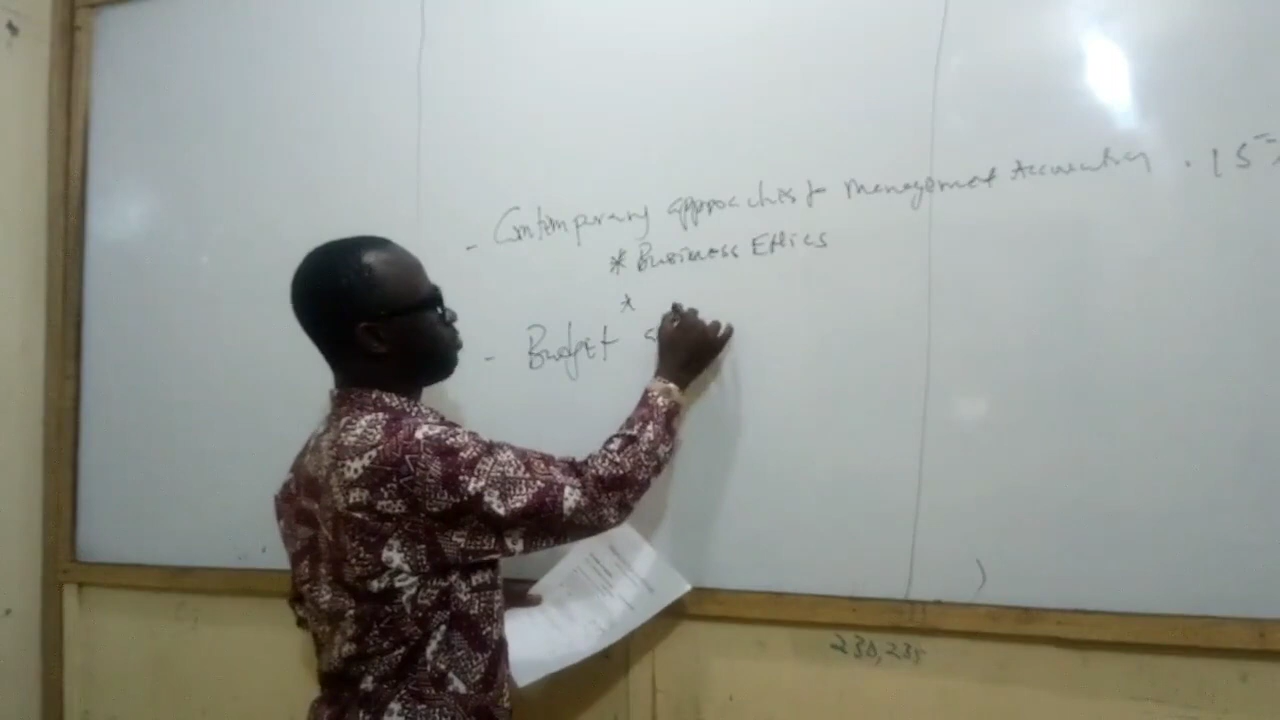 - Contemporary approaches to Management Accounting . 15
* Business Ethics
*
- Budget
230,235